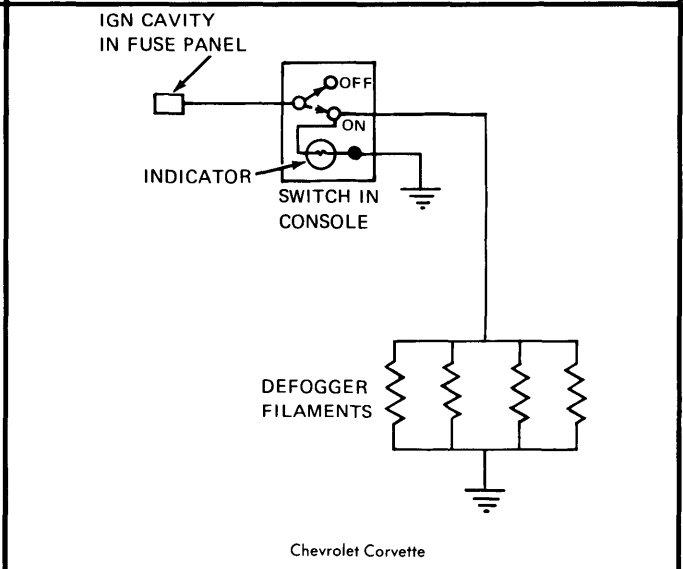 IGN CAVITY
IN FUSE PANEL
OFF
ON
INDICATOR
SWITCH IN
CONSOLE
DEFOGGER
FILAMENTS
Chevrolet Corvette